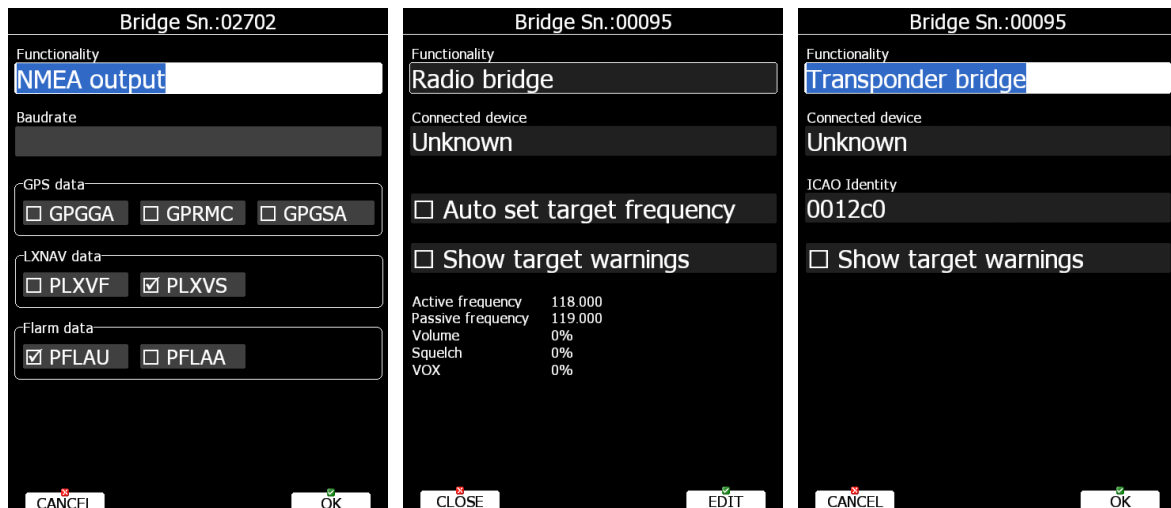 Bridge Sn.:02702
Functionality
NMEA output
Baudrate
GPS data
GPGGA GPRMC GPGSA
LXNAV data
PLXVF PLXVS
Flarm data
PFLAU PFLAA
CANCEL OK
Bridge Sn.:00095
Functionality
Radio bridge
Connected device
Unknown
Auto set target frequency
Show target warnings
Active frequency 118.000
Passive frequency 119.000
Volume 0%
Squelch 0%
VOX 0%
CLOSE EDIT
Bridge Sn.:00095
Functionality
Transponder bridge
Connected device
Unknown
ICAO Identity
0012c0
Show target warnings
CANCEL OK